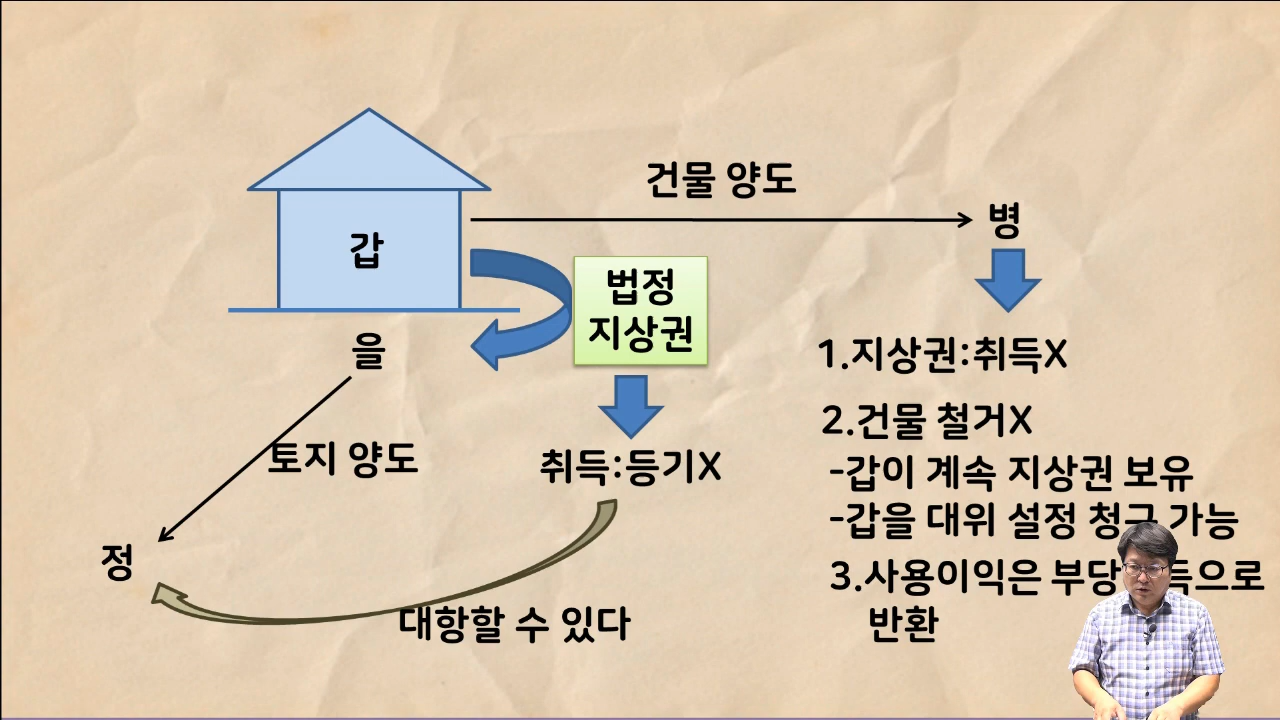 건물 양도
병
갑
법정
지상권
을
1.지상권:취득X
2.건물 철거X
토지 양도
취득:등기X
-갑이 계속 지상권 보유
-갑을 대위 설정 청구 가능
정
3.사용이익은
반환
대항할 수 있다